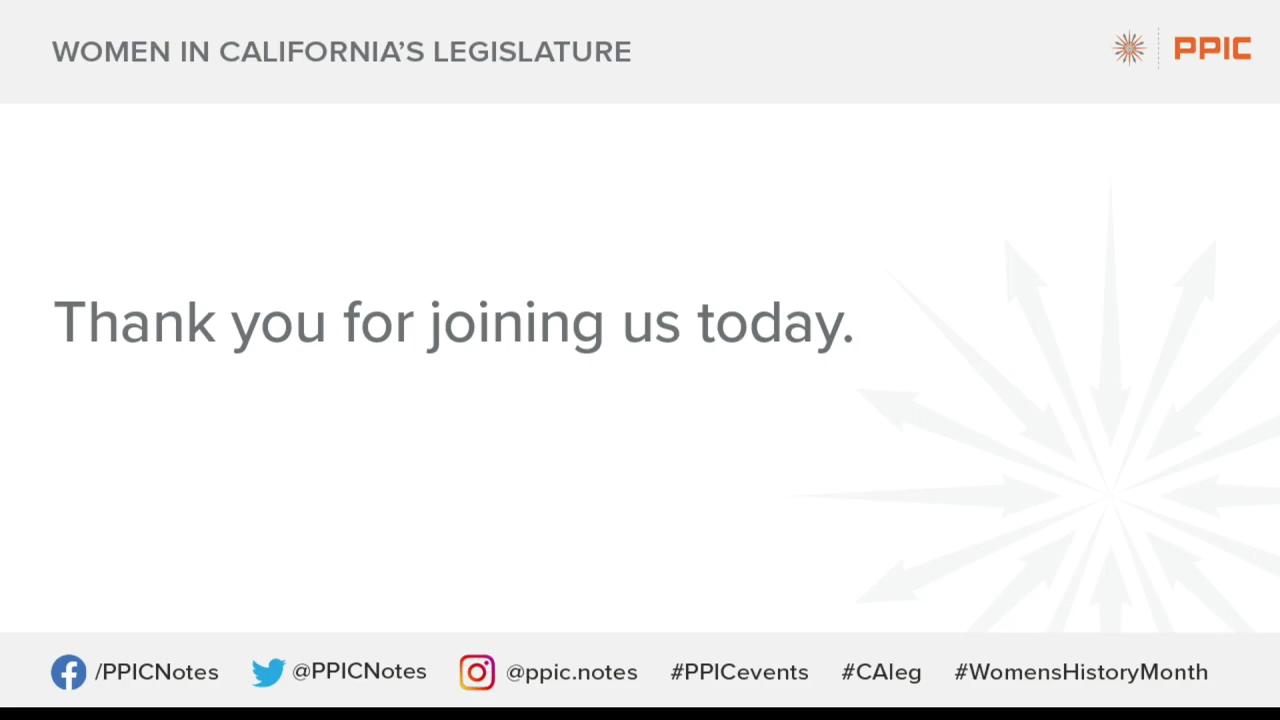 WOMEN IN CALIFORNIA’S LEGISLATURE
PPIC
Thank you for joining us today.
/PPICNotes @PPICNotes @ppic.notes #PPICevents #CAleg #WomensHistoryMonth